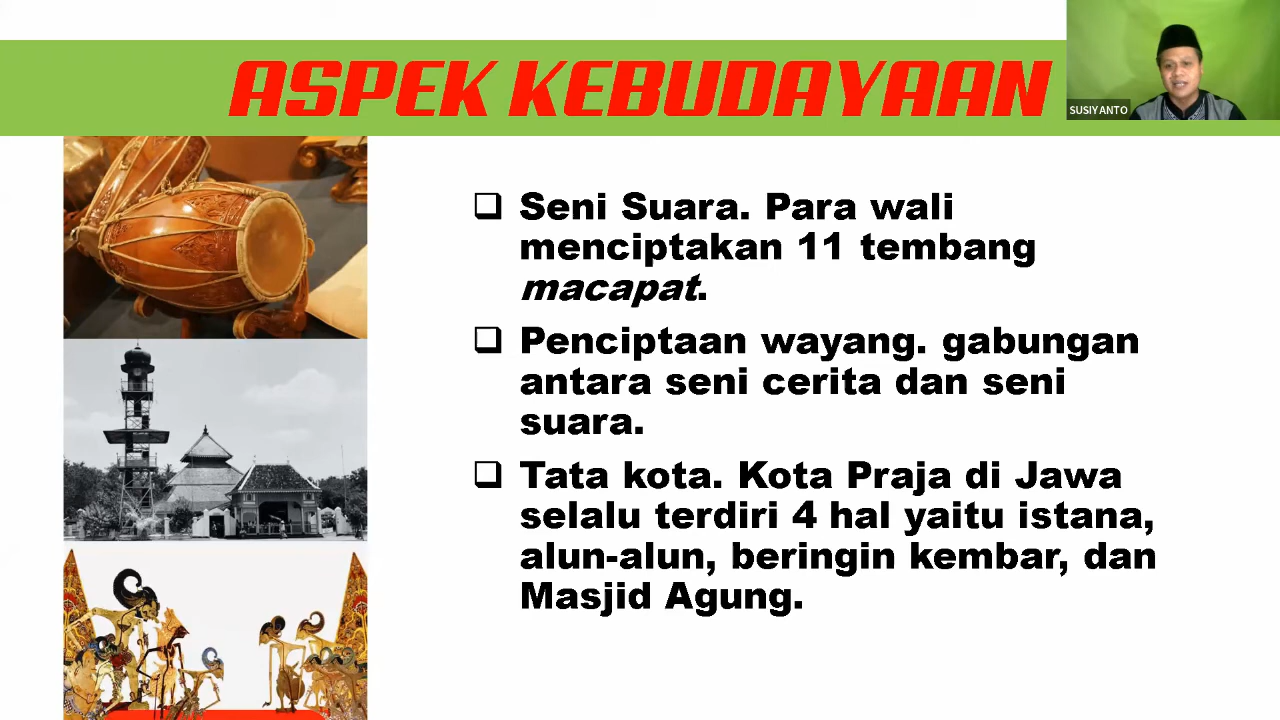 ASPEK KEBUDAYAAN
SUSIYANTO
❑ Seni Suara. Para wali
menciptakan 11 tembang
macapat.
❑ Penciptaan wayang. gabungan
antara seni cerita dan seni
suara.
❑ Tata kota. Kota Praja di Jawa
selalu terdiri 4 hal yaitu istana,
alun-alun, beringin kembar, dan
Masjid Agung.